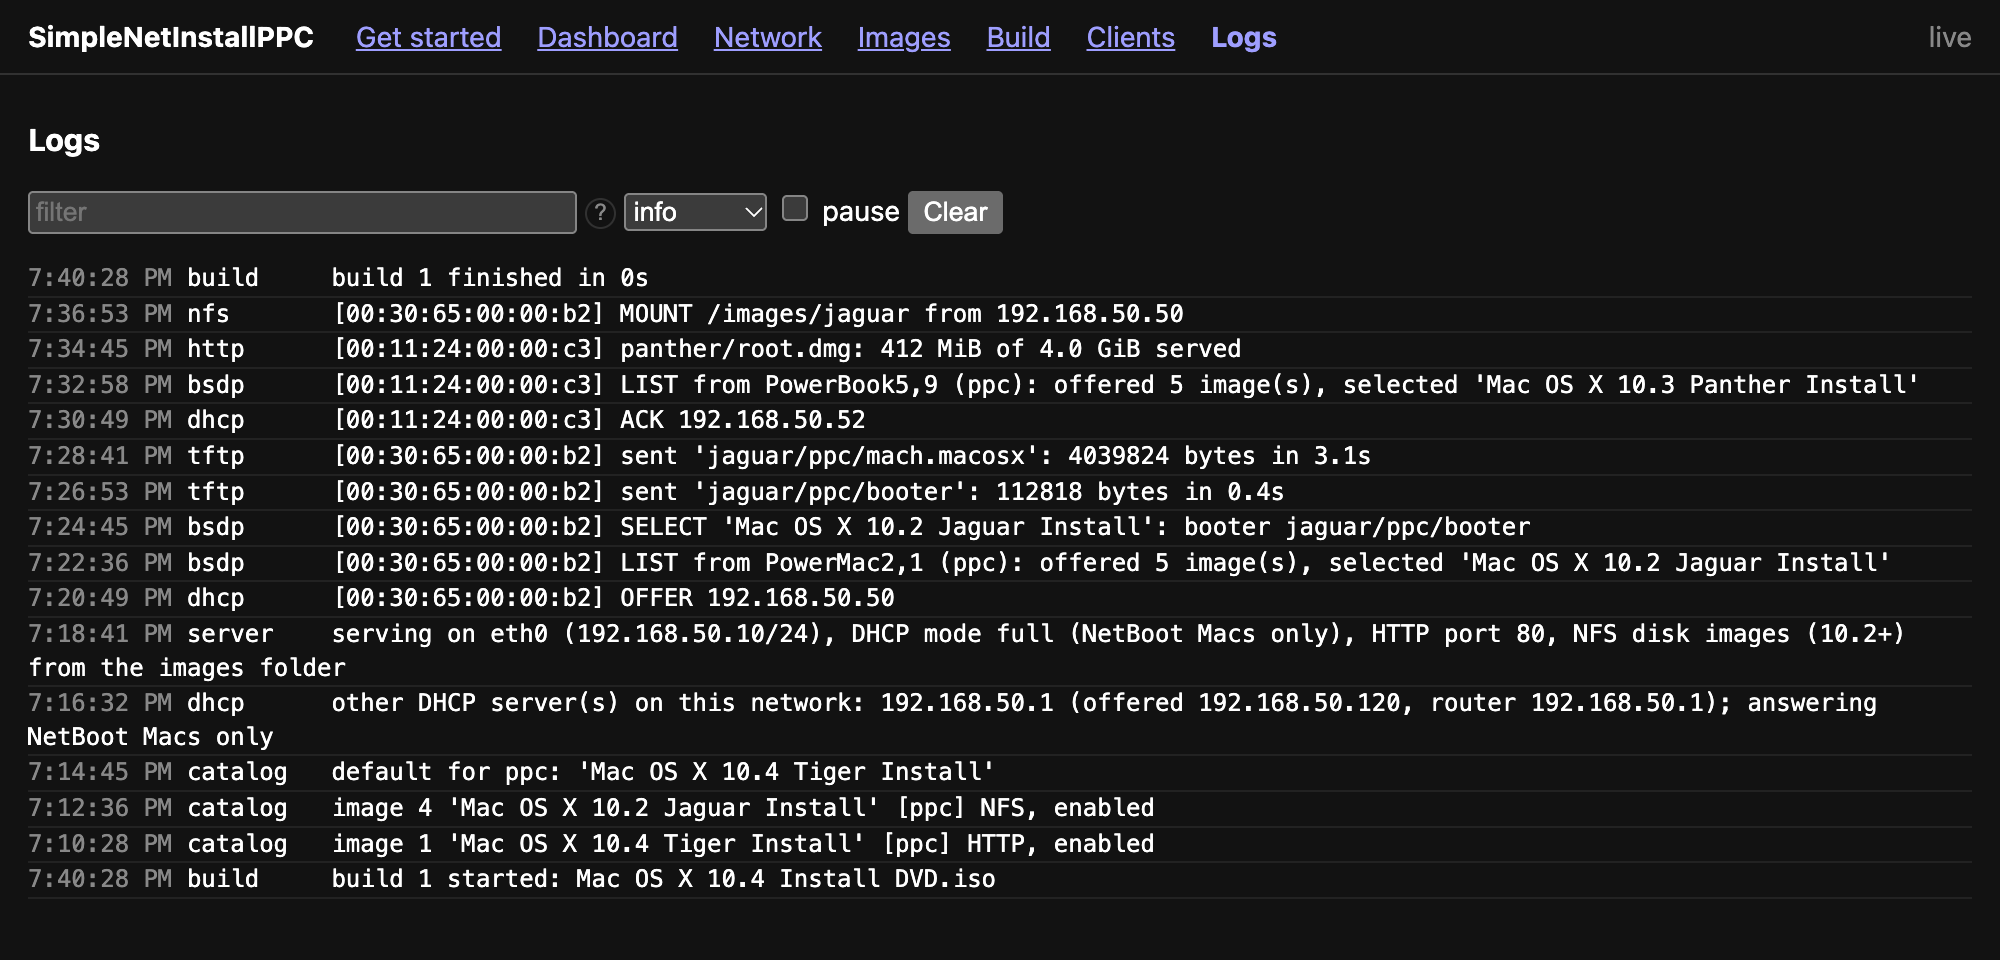 SimpleNetInstallPPC Get started Dashboard Network Images Build Clients Logs live
Logs
filter ? info pause Clear
7:40:28 PM build build 1 finished in 0s
7:36:53 PM nfs [00:30:65:00:00:b2] MOUNT /images/jaguar from 192.168.50.50
7:34:45 PM http [00:11:24:00:00:c3] panther/root.dmg: 412 MiB of 4.0 GiB served
7:32:58 PM bsdp [00:11:24:00:00:c3] LIST from PowerBook5,9 (ppc): offered 5 image(s), selected 'Mac OS X 10.3 Panther Install'
7:30:49 PM dhcp [00:11:24:00:00:c3] ACK 192.168.50.52
7:28:41 PM tftp [00:30:65:00:00:b2] sent 'jaguar/ppc/mach.macosx': 4039824 bytes in 3.1s
7:26:53 PM tftp [00:30:65:00:00:b2] sent 'jaguar/ppc/booter': 112818 bytes in 0.4s
7:24:45 PM bsdp [00:30:65:00:00:b2] SELECT 'Mac OS X 10.2 Jaguar Install': booter jaguar/ppc/booter
7:22:36 PM bsdp [00:30:65:00:00:b2] LIST from PowerMac2,1 (ppc): offered 5 image(s), selected 'Mac OS X 10.2 Jaguar Install'
7:20:49 PM dhcp [00:30:65:00:00:b2] OFFER 192.168.50.50
7:18:41 PM server serving on eth0 (192.168.50.10/24), DHCP mode full (NetBoot Macs only), HTTP port 80, NFS disk images (10.2+)
from the images folder
7:16:32 PM dhcp other DHCP server(s) on this network: 192.168.50.1 (offered 192.168.50.120, router 192.168.50.1); answering
NetBoot Macs only
7:14:45 PM catalog default for ppc: 'Mac OS X 10.4 Tiger Install'
7:12:36 PM catalog image 4 'Mac OS X 10.2 Jaguar Install' [ppc] NFS, enabled
7:10:28 PM catalog image 1 'Mac OS X 10.4 Tiger Install' [ppc] HTTP, enabled
7:40:28 PM build build 1 started: Mac OS X 10.4 Install DVD.iso